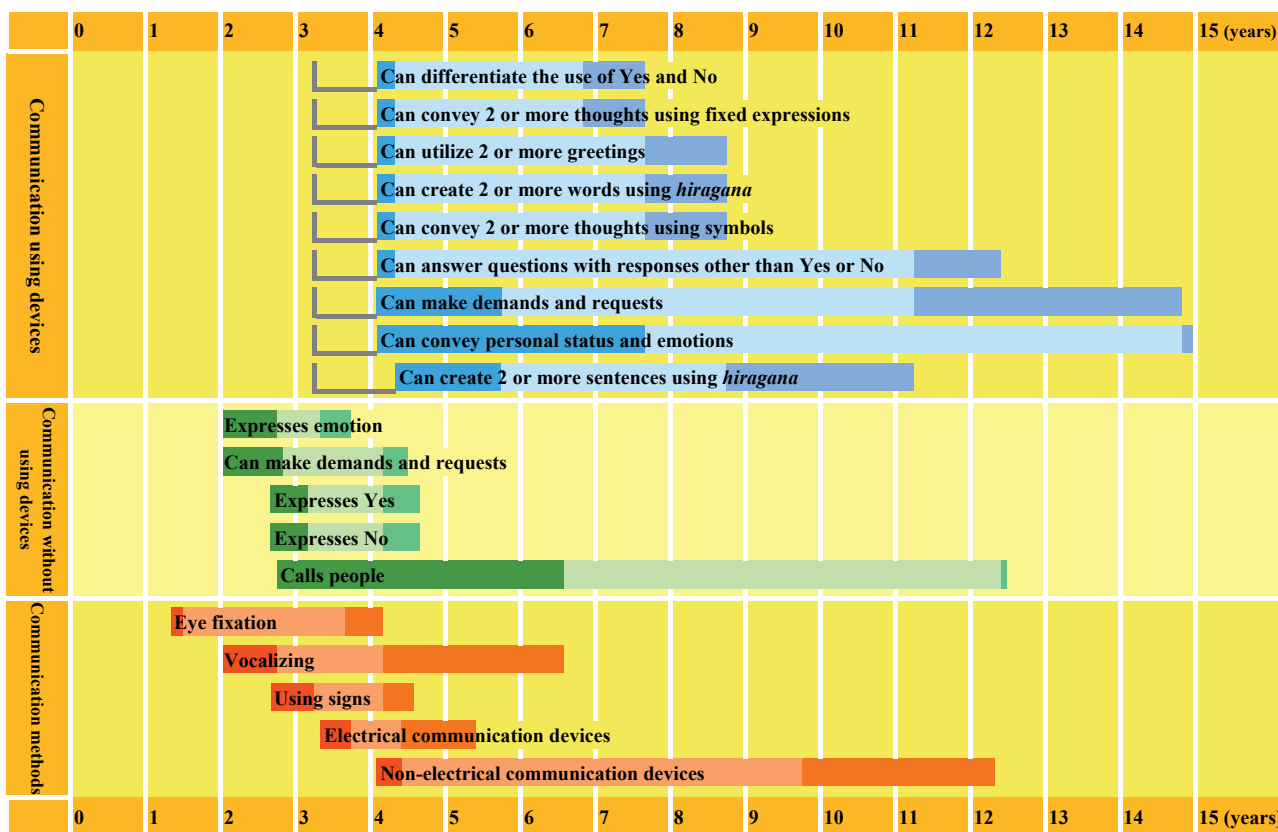 0 1 2 3 4 5 6 7 8 9 10 11 12 13 14 15 (years)
Communication using devices
Can differentiate the use of Yes and No
Can convey 2 or more thoughts using fixed expressions
Can utilize 2 or more greetings
Can create 2 or more words using hiragana
Can convey 2 or more thoughts using symbols
Can answer questions with responses other than Yes or No
Can make demands and requests
Can convey personal status and emotions
Can create 2 or more sentences using hiragana
Communication without
using devices
Expresses emotion
Can make demands and requests
Expresses Yes
Expresses No
Calls people
Communication methods
Eye fixation
Vocalizing
Using signs
Electrical communication devices
Non-electrical communication devices
0 1 2 3 4 5 6 7 8 9 10 11 12 13 14 15 (years)